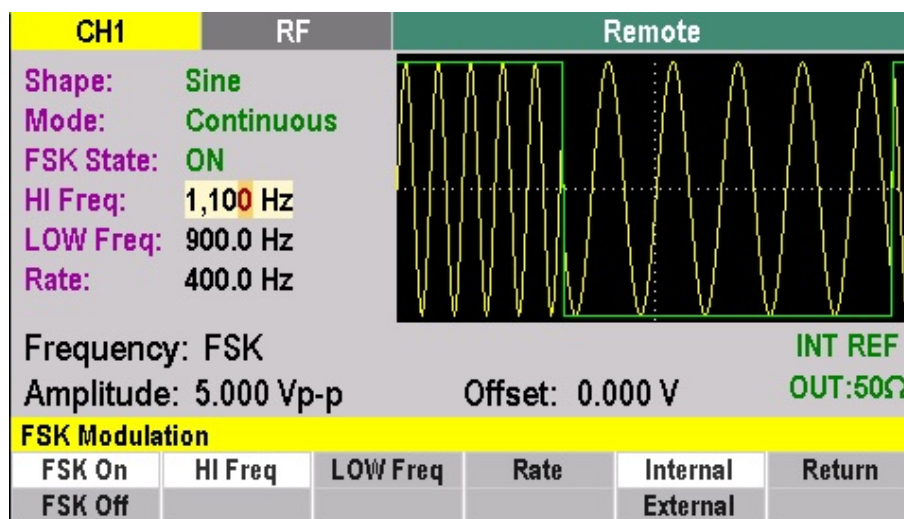 CH1 RF Remote
Shape: Sine
Mode: Continuous
FSK State: ON
HI Freq: 1,100 Hz
LOW Freq: 900.0 Hz
Rate: 400.0 Hz
Frequency: FSK INT REF
Amplitude: 5.000 Vp-p Offset: 0.000 V OUT:50Ω
FSK Modulation
FSK On HI Freq LOW Freq Rate Internal Return
FSK Off External